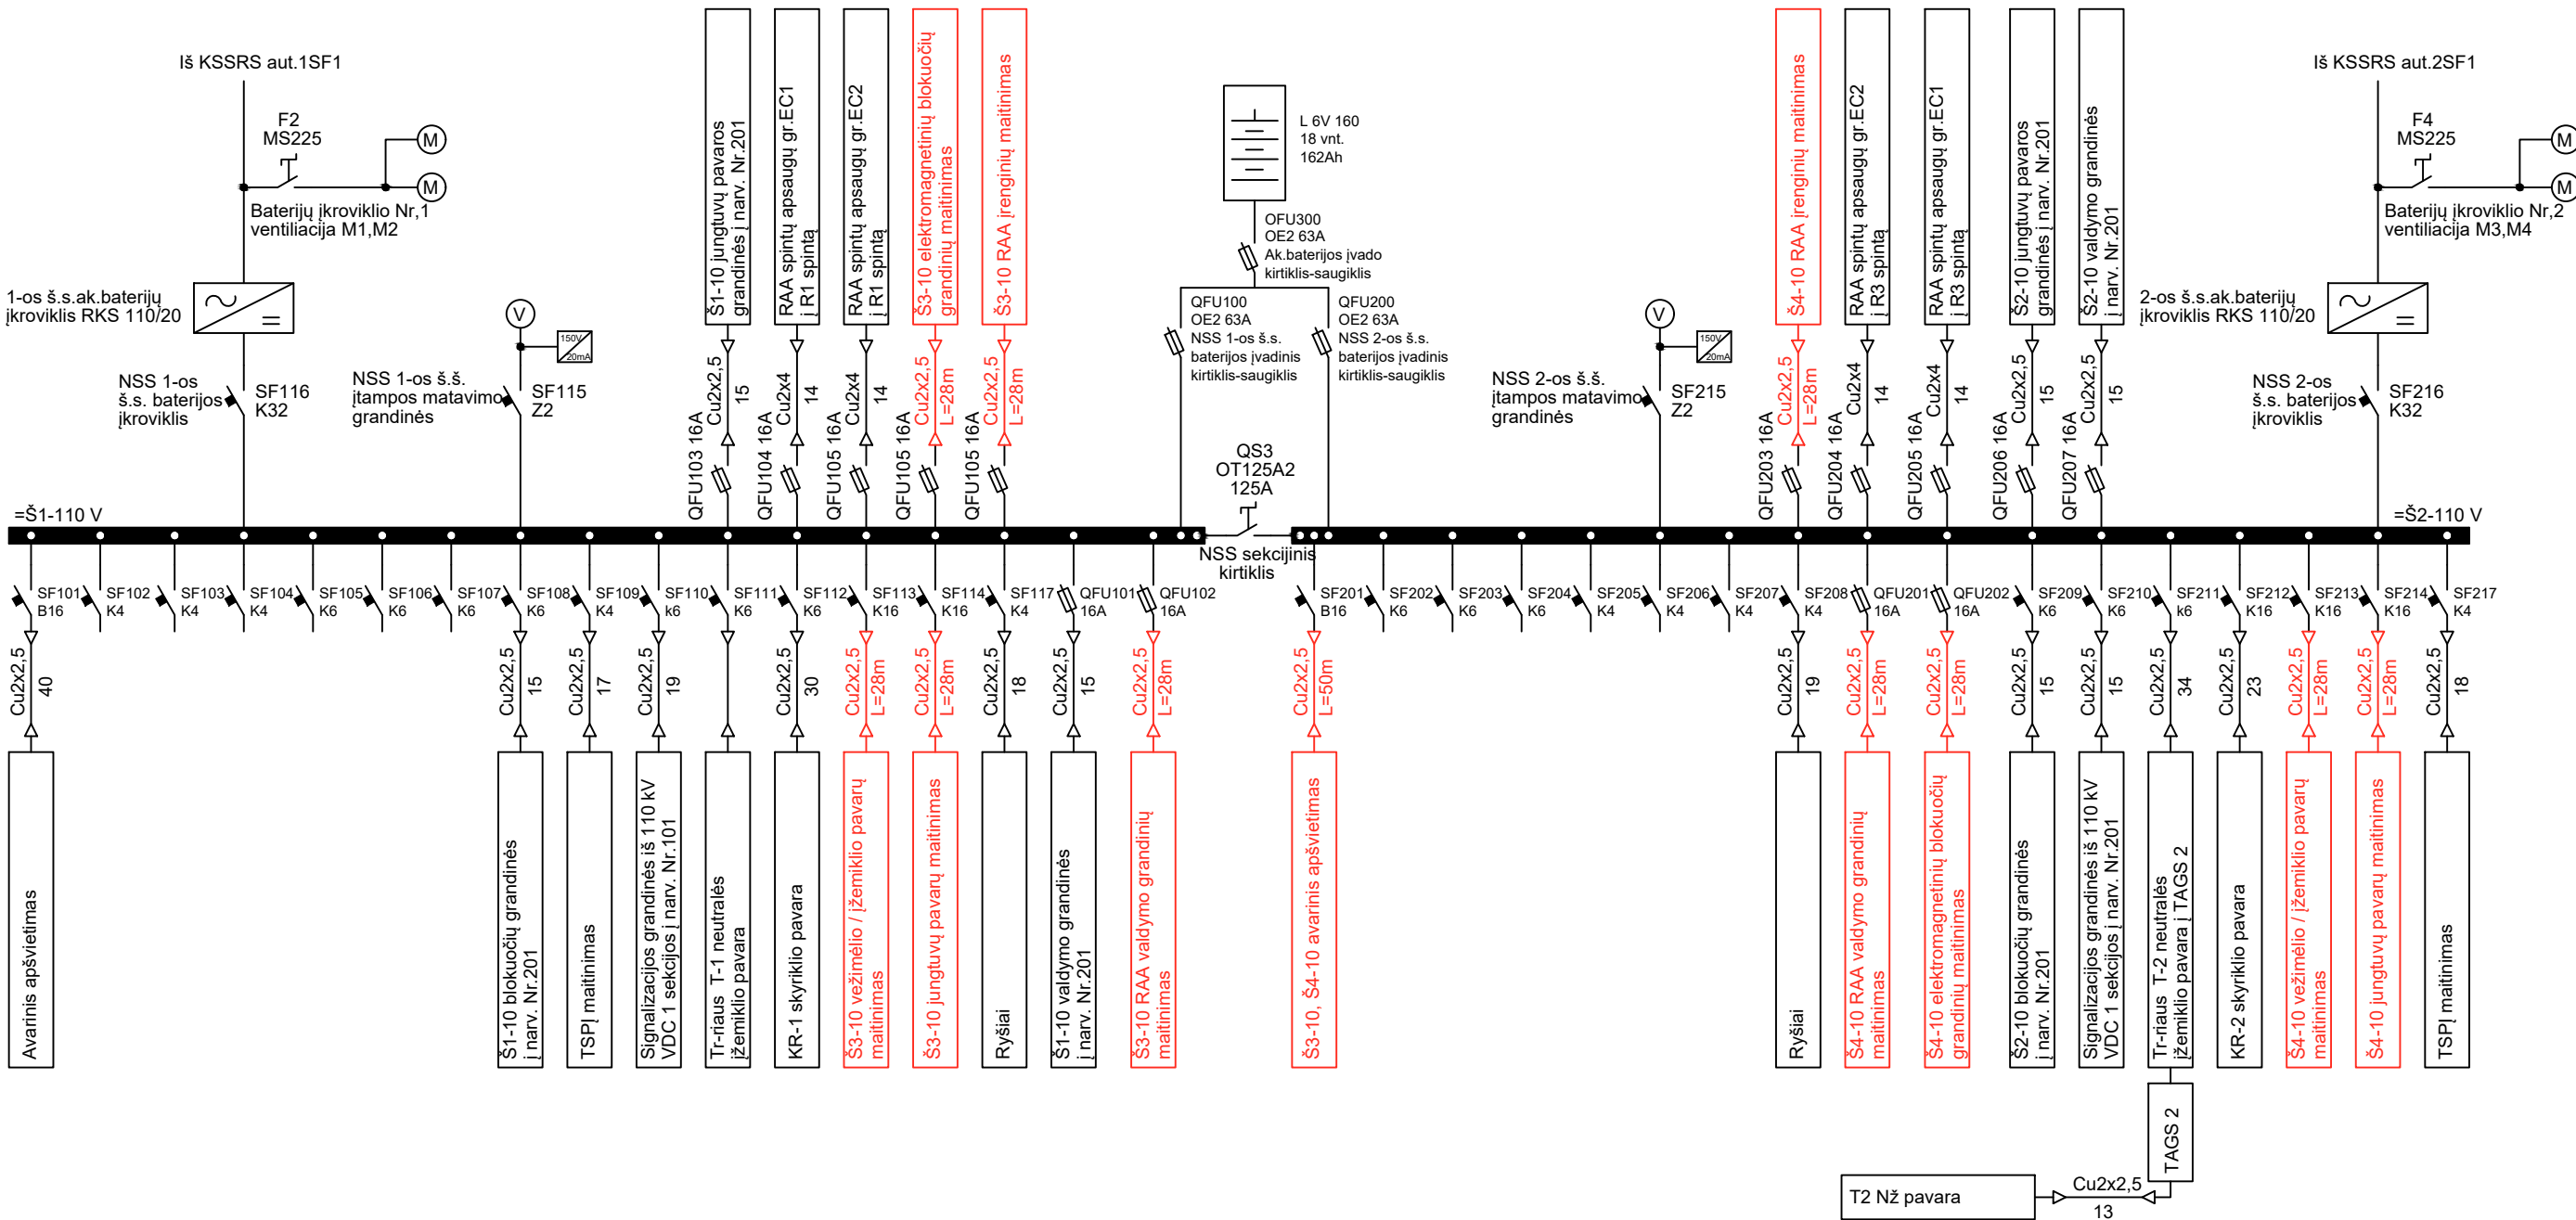 Iš KSSRS aut.1SF1
F2
MS225
M
M
Baterijų įkroviklio Nr,1
ventiliacija M1,M2
1-os š.s.ak.baterijų
įkroviklis RKS 110/20
NSS 1-os
š.s. baterijos
įkroviklis
SF116
K32
NSS 1-os š.š.
įtampos matavimo
grandinės
V
150V
20mA
SF115
Z2
Š1-10 jungtuvų pavaros
grandinės į narv. Nr.201
Cu2x2,5
15
QFU103 16A
RAA spintų apsaugų gr.EC1
į R1 spintą
Cu2x4
14
QFU104 16A
RAA spintų apsaugų gr.EC2
į R1 spintą
Cu2x4
14
QFU105 16A
Š3-10 elektromagnetinių blokuočių
grandinių maitinimas
Cu2x2,5
L=28m
QFU105 16A
Š3-10 RAA įrenginių maitinimas
Cu2x2,5
L=28m
QFU105 16A
L 6V 160
18 vnt.
162Ah
OFU300
OE2 63A
Ak.baterijos įvado
kirtiklis-saugiklis
QFU100
OE2 63A
NSS 1-os š.s.
baterijos įvadinis
kirtiklis-saugiklis
QFU200
OE2 63A
NSS 2-os š.s.
baterijos įvadinis
kirtiklis-saugiklis
QS3
OT125A2
125A
NSS sekcijinis
kirtiklis
NSS 2-os š.š.
įtampos matavimo
grandinės
V
150V
20mA
SF215
Z2
Š4-10 RAA įrenginių maitinimas
Cu2x2,5
L=28m
QFU203 16A
RAA spintų apsaugų gr.EC2
į R3 spintą
Cu2x4
14
QFU204 16A
RAA spintų apsaugų gr.EC1
į R3 spintą
Cu2x4
14
QFU205 16A
Š2-10 jungtuvų pavaros
grandinės į narv. Nr.201
Cu2x2,5
15
QFU206 16A
Š2-10 valdymo grandinės
į narv. Nr.201
Cu2x2,5
15
QFU207 16A
Iš KSSRS aut.2SF1
F4
MS225
M
M
Baterijų įkroviklio Nr,2
ventiliacija M3,M4
2-os š.s.ak.baterijų
įkroviklis RKS 110/20
NSS 2-os
š.s. baterijos
įkroviklis
SF216
K32
=Š1-110 V
=Š2-110 V
SF101
B16
Cu2x2,5
40
Avarinis apšvietimas
SF102
K4
SF103
K4
SF104
K4
SF105
K6
SF106
K6
SF107
K6
SF108
K6
Cu2x2,5
15
Š1-10 blokuočių grandinės
į narv. Nr.201
SF109
K4
Cu2x2,5
17
TSPĮ maitinimas
SF110
k6
Cu2x2,5
19
Signalizacijos grandinės iš 110 kV
VDC 1 sekcijos į narv. Nr.101
SF111
K6
Tr-riaus T-1 neutralės
įžemiklio pavara
SF112
K6
Cu2x2,5
30
KR-1 skyriklio pavara
SF113
K16
Cu2x2,5
L=28m
Š3-10 vežimėlio / įžemiklio pavarų
maitinimas
SF114
K16
Cu2x2,5
L=28m
Š3-10 jungtuvų pavarų maitinimas
SF117
K4
Cu2x2,5
18
Ryšiai
QFU101
16A
Cu2x2,5
15
Š1-10 valdymo grandinės
į narv. Nr.201
QFU102
16A
Cu2x2,5
L=28m
Š3-10 RAA valdymo grandinių
maitinimas
SF201
B16
Cu2x2,5
L=50m
Š3-10, Š4-10 avarinis apšvietimas
SF202
K6
SF203
K6
SF204
K6
SF205
K4
SF206
K4
SF207
K4
SF208
K4
Cu2x2,5
19
Ryšiai
QFU201
16A
Cu2x2,5
L=28m
Š4-10 RAA valdymo grandinių
maitinimas
QFU202
16A
Cu2x2,5
L=28m
Š4-10 elektromagnetinių blokuočių
grandinių maitinimas
SF209
K6
Cu2x2,5
15
Š2-10 blokuočių grandinės
į narv. Nr.201
SF210
K6
Cu2x2,5
15
Signalizacijos grandinės iš 110 kV
VDC 1 sekcijos į narv. Nr.201
SF211
k6
Cu2x2,5
34
Tr-riaus T-2 neutralės
įžemiklio pavara į TAGS 2
SF212
K16
Cu2x2,5
23
KR-2 skyriklio pavara
SF213
K16
Cu2x2,5
L=28m
Š4-10 vežimėlio / įžemiklio pavarų
maitinimas
SF214
K16
Cu2x2,5
L=28m
Š4-10 jungtuvų pavarų maitinimas
SF217
K4
Cu2x2,5
18
TSPĮ maitinimas
TAGS 2
T2 Nž pavara
Cu2x2,5
13